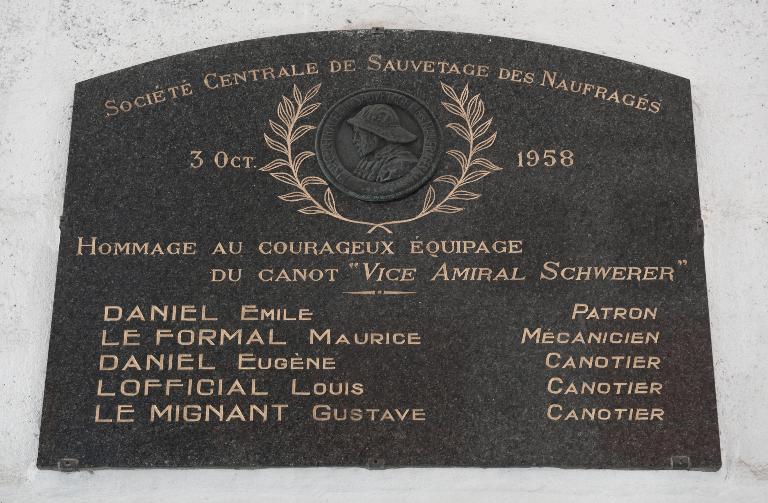 Société Centrale de Sauvetage des Naufragés
3 Oct. 1958
Hommage au courageux équipage
du canot "Vice Amiral Schwerer"
DANIEL Emile Patron
LE FORMAL Maurice Mécanicien
DANIEL Eugène Canotier
LOFFICIAL Louis Canotier
LE MIGNANT Gustave Canotier